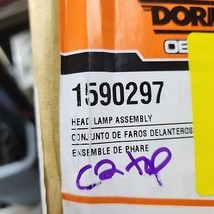 DORM
OE
1590297
HEAD LAMP ASSEMBLY
CONJUNTO DE FAROS DELANTEROS
ENSEMBLE DE PHARE